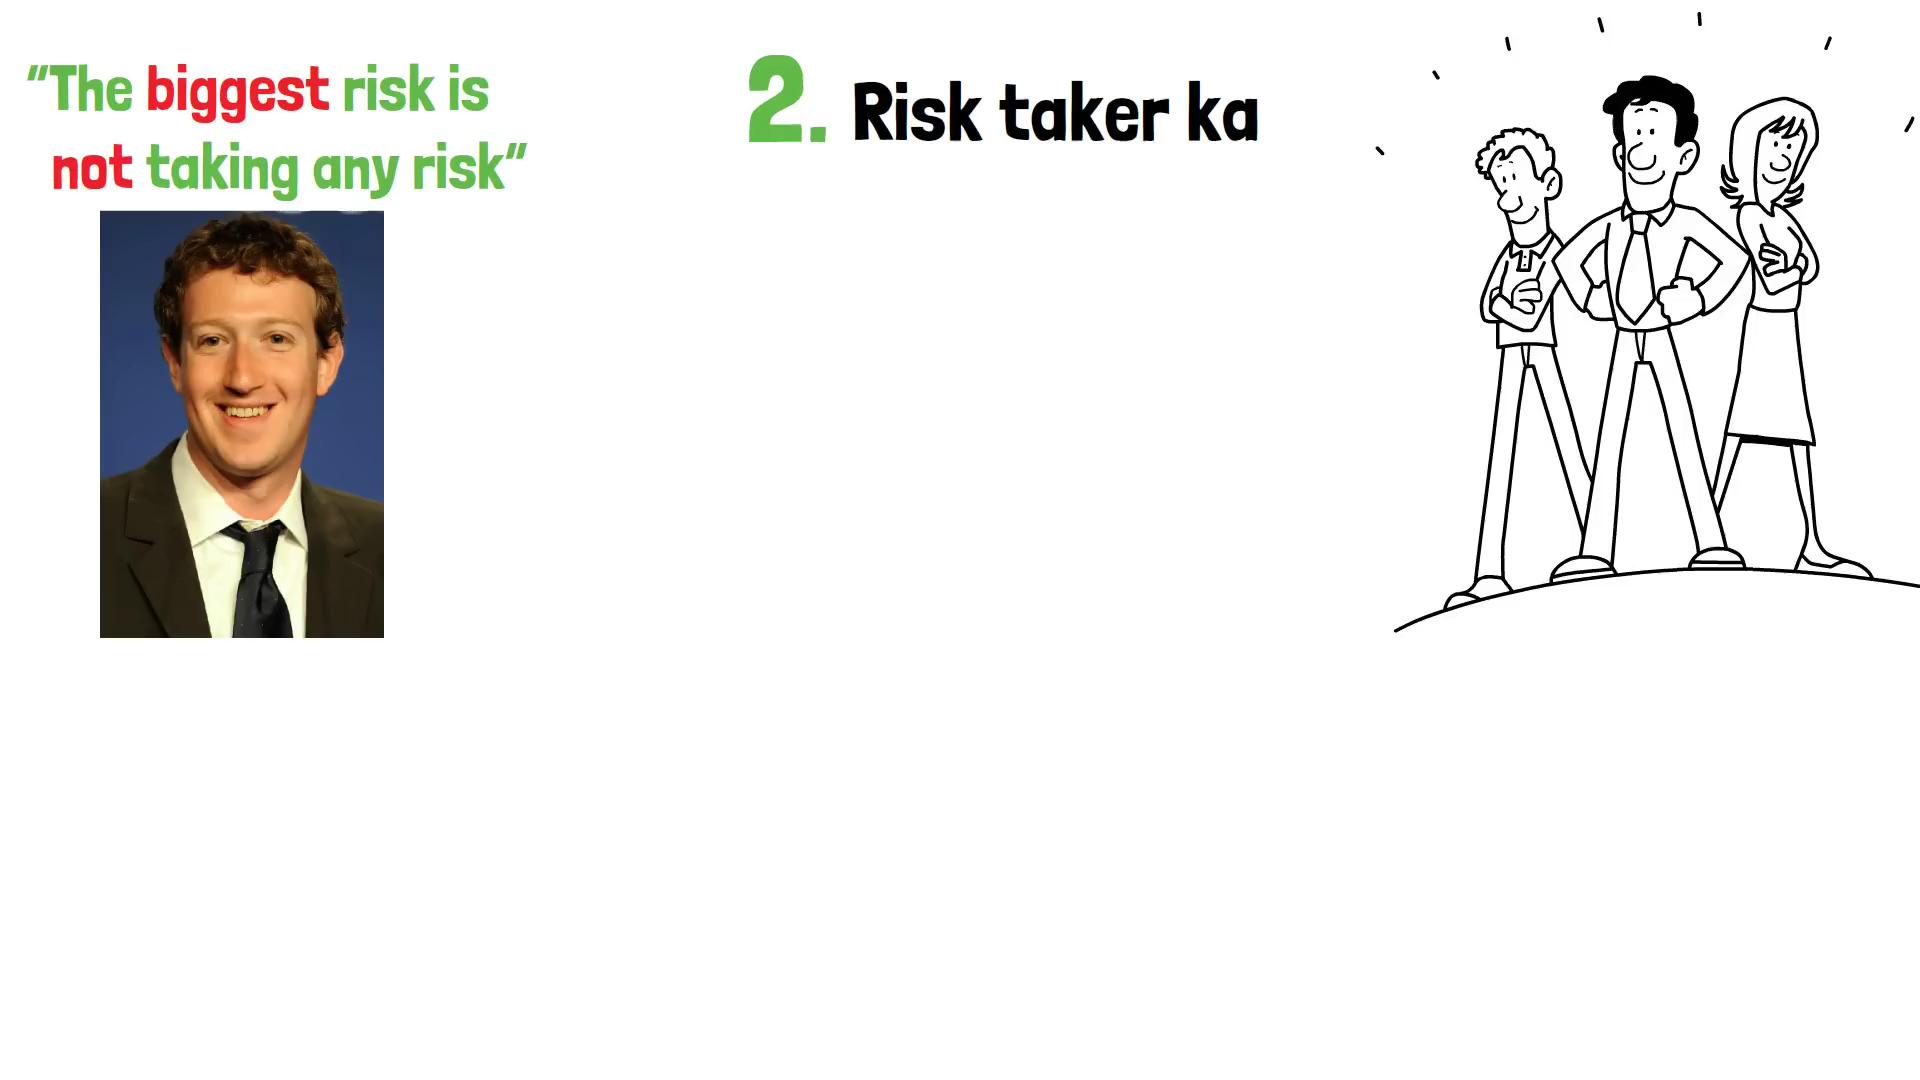 "The biggest risk is
not taking any risk"
2. Risk taker ka